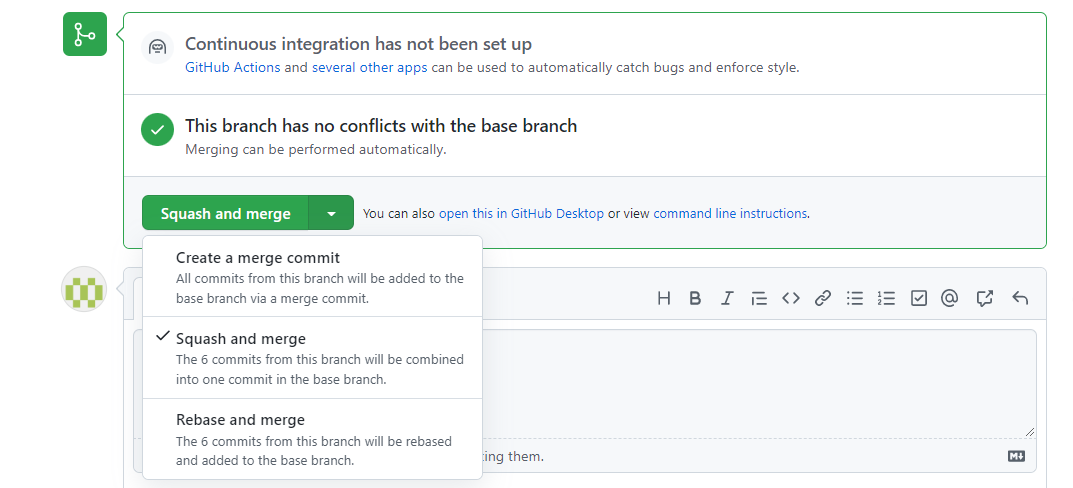 Continuous integration has not been set up
GitHub Actions and several other apps can be used to automatically catch bugs and enforce style.
This branch has no conflicts with the base branch
Merging can be performed automatically.
Squash and merge
You can also open this in GitHub Desktop or view command line instructions.
Create a merge commit
All commits from this branch will be added to the
base branch via a merge commit.
Squash and merge
The 6 commits from this branch will be combined
into one commit in the base branch.
Rebase and merge
The 6 commits from this branch will be rebased
and added to the base branch.
them.